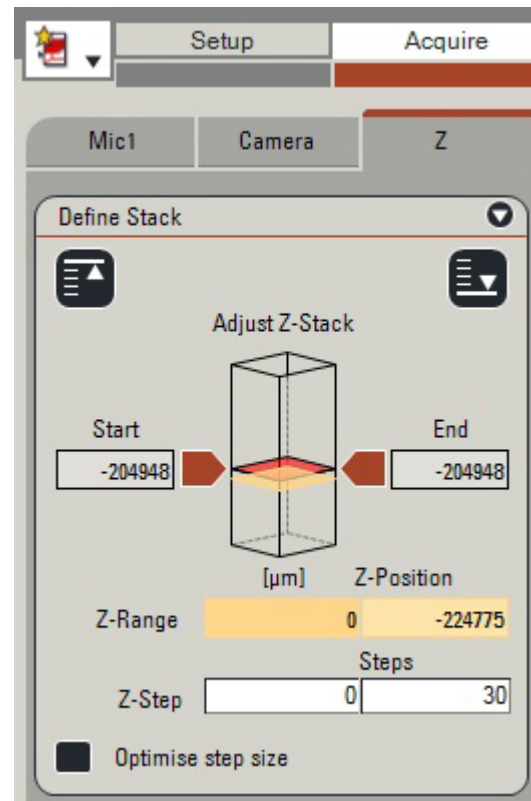 Setup Acquire
Mic1 Camera Z
Define Stack
Adjust Z-Stack
Start End
-204948 -204948
[µm] Z-Position
Z-Range 0 -224775
Steps
Z-Step 0 30
Optimise step size